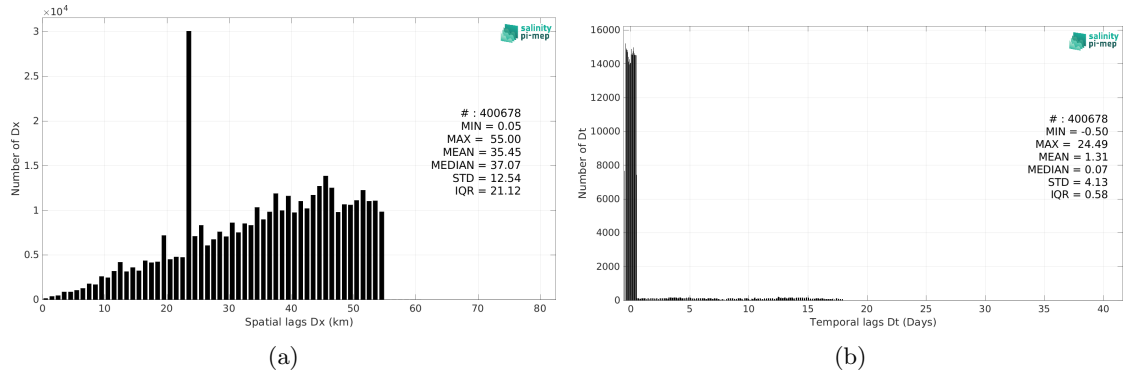 ×10⁴
salinity
pi-mep
3
2.5
2
1.5
1
0.5
0
Number of Dx
# : 400678
MIN = 0.05
MAX = 55.00
MEAN = 35.45
MEDIAN = 37.07
STD = 12.54
IQR = 21.12
0 10 20 30 40 50 60 70 80
Spatial lags Dx (km)
(a)
salinity
pi-mep
16000
14000
12000
10000
8000
6000
4000
2000
0
Number of Dt
# : 400678
MIN = -0.50
MAX = 24.49
MEAN = 1.31
MEDIAN = 0.07
STD = 4.13
IQR = 0.58
0 5 10 15 20 25 30 35 40
Temporal lags Dt (Days)
(b)